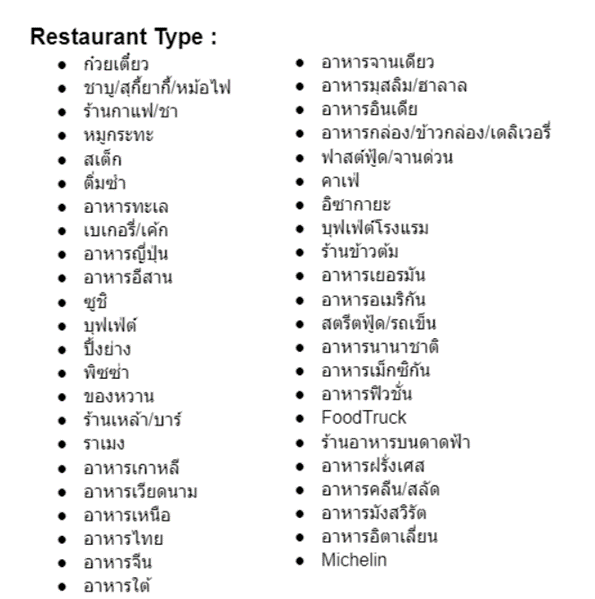 Restaurant Type :
● ก๋วยเตี๋ยว
● ชาบู/สุกี้ยากี้/หม้อไฟ
● ร้านกาแฟ/ชา
● หมูกระทะ
● สเต็ก
● ติ่มซำ
● อาหารทะเล
● เบเกอรี่/เค้ก
● อาหารญี่ปุ่น
● อาหารอีสาน
● ซูชิ
● บุฟเฟ่ต์
● ปิ้งย่าง
● พิซซ่า
● ของหวาน
● ร้านเหล้า/บาร์
● ราเมง
● อาหารเกาหลี
● อาหารเวียดนาม
● อาหารเหนือ
● อาหารไทย
● อาหารจีน
● อาหารใต้
● อาหารจานเดียว
● อาหารมุสลิม/ฮาลาล
● อาหารอินเดีย
● อาหารกล่อง/ข้าวกล่อง/เดลิเวอรี่
● ฟาสต์ฟู้ด/จานด่วน
● คาเฟ่
● อิซากายะ
● บุฟเฟ่ต์โรงแรม
● ร้านข้าวต้ม
● อาหารเยอรมัน
● อาหารอเมริกัน
● สตรีตฟู้ด/รถเข็น
● อาหารนานาชาติ
● อาหารเม็กซิกัน
● อาหารฟิวชั่น
● FoodTruck
● ร้านอาหารบนดาดฟ้า
● อาหารฝรั่งเศส
● อาหารคลีน/สลัด
● อาหารมังสวิรัต
● อาหารอิตาเลี่ยน
● Michelin